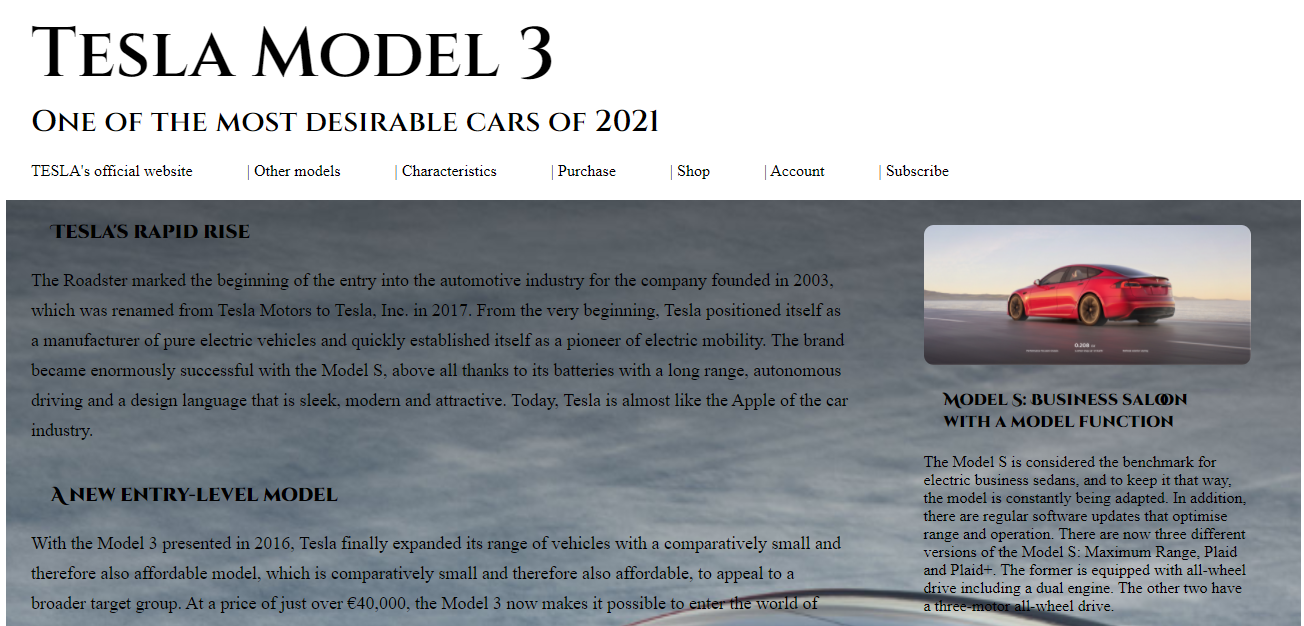 Tesla Model 3
One of the most desirable cars of 2021
TESLA's official website | Other models | Characteristics | Purchase | Shop | Account | Subscribe
Tesla's rapid rise
The Roadster marked the beginning of the entry into the automotive industry for the company founded in 2003,
which was renamed from Tesla Motors to Tesla, Inc. in 2017. From the very beginning, Tesla positioned itself as
a manufacturer of pure electric vehicles and quickly established itself as a pioneer of electric mobility. The brand
became enormously successful with the Model S, above all thanks to its batteries with a long range, autonomous
driving and a design language that is sleek, modern and attractive. Today, Tesla is almost like the Apple of the car
industry.
A new entry-level model
With the Model 3 presented in 2016, Tesla finally expanded its range of vehicles with a comparatively small and
therefore also affordable model, which is comparatively small and therefore also affordable, to appeal to a
broader target group. At a price of just over €40,000, the Model 3 now makes it possible to enter the world of
0.208
Model S: Business saloon
with a model function
The Model S is considered the benchmark for
electric business sedans, and to keep it that way,
the model is constantly being adapted. In addition,
there are regular software updates that optimise
range and operation. There are now three different
versions of the Model S: Maximum Range, Plaid
and Plaid+. The former is equipped with all-wheel
drive including a dual engine. The other two have
a three-motor all-wheel drive.